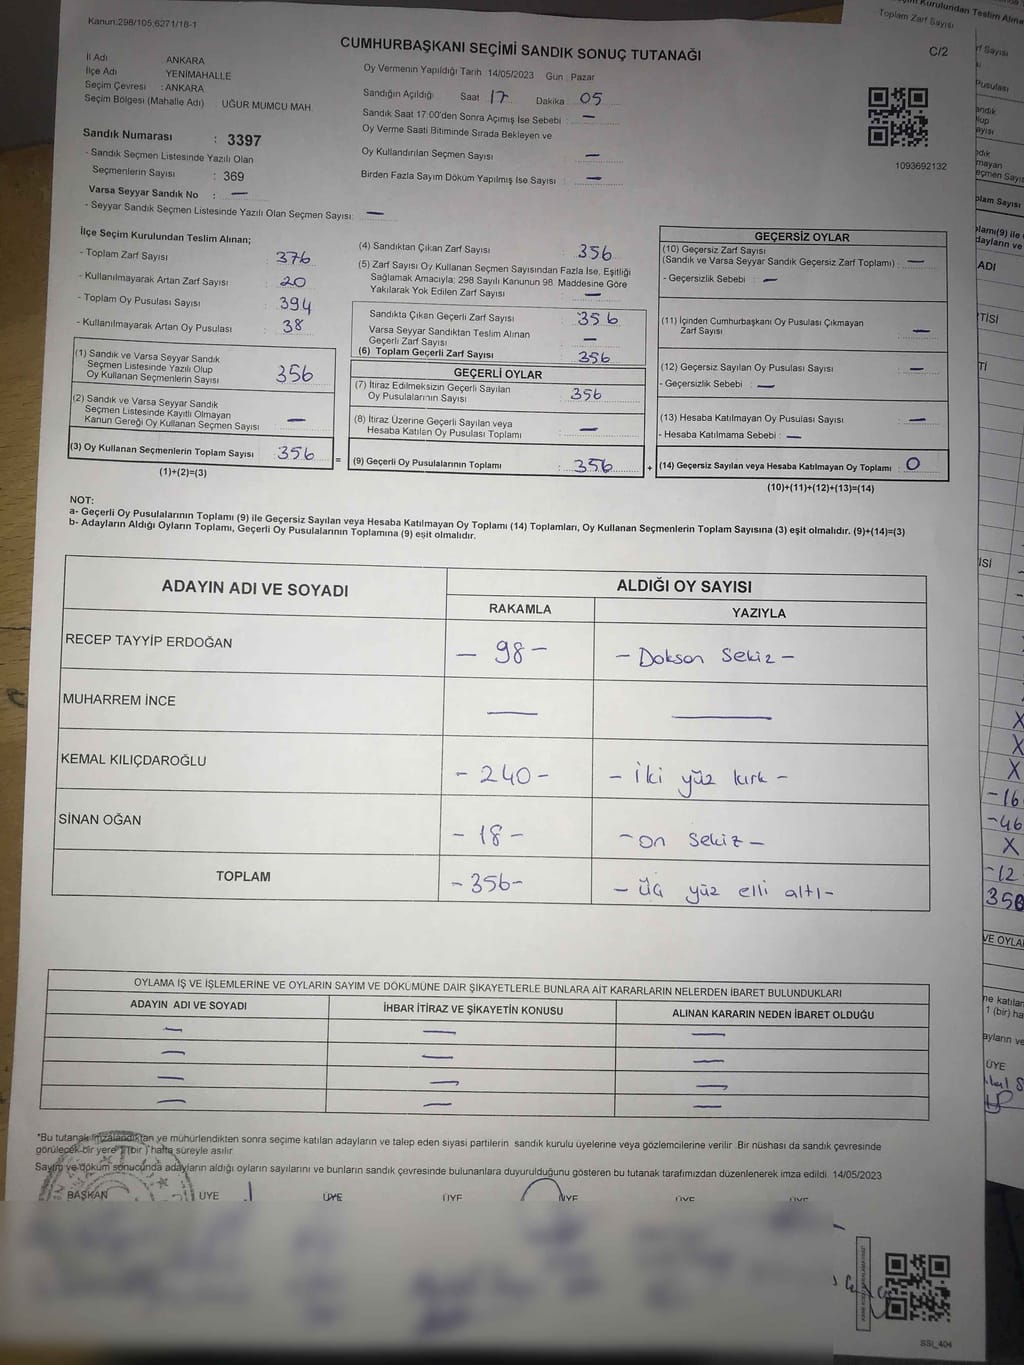 Kanun.298/105,6271/18-1
CUMHURBAŞKANI SEÇİMİ SANDIK SONUÇ TUTANAĞI
C/2
İl Adı ANKARA
İlçe Adı YENİMAHALLE
Seçim Çevresi : ANKARA
Seçim Bölgesi (Mahalle Adı) : UĞUR MUMCU MAH.
Sandık Numarası : 3397
- Sandık Seçmen Listesinde Yazılı Olan
Seçmenlerin Sayısı : 369
Varsa Seyyar Sandık No : —
- Seyyar Sandık Seçmen Listesinde Yazılı Olan Seçmen Sayısı: —
Oy Vermenin Yapıldığı Tarih :14/05/2023 Gün : Pazar
Sandığın Açıldığı Saat 17 Dakika 05
Sandık Saat 17:00'den Sonra Açımış İse Sebebi : —
Oy Verme Saati Bitiminde Sırada Bekleyen ve
Oy Kullandırılan Seçmen Sayısı —
Birden Fazla Sayım Döküm Yapılmış İse Sayısı : —
1093692132
İlçe Seçim Kurulundan Teslim Alınan;
- Toplam Zarf Sayısı : 376
- Kullanılmayarak Artan Zarf Sayısı : 20
- Toplam Oy Pusulası Sayısı : 394
- Kullanılmayarak Artan Oy Pusulası : 38
(1) Sandık ve Varsa Seyyar Sandık
Seçmen Listesinde Yazılı Olup
Oy Kullanan Seçmenlerin Sayısı : 356
(2) Sandık ve Varsa Seyyar Sandık
Seçmen Listesinde Kayıtlı Olmayan
Kanun Gereği Oy Kullanan Seçmen Sayısı : —
(3) Oy Kullanan Seçmenlerin Toplam Sayısı : 356
(1)+(2)=(3)
=
(4) Sandıktan Çıkan Zarf Sayısı : 356
(5) Zarf Sayısı Oy Kullanan Seçmen Sayısından Fazla İse, Eşitliği
Sağlamak Amacıyla; 298 Sayılı Kanunun 98. Maddesine Göre
Yakılarak Yok Edilen Zarf Sayısı : —
Sandıkta Çıkan Geçerli Zarf Sayısı : 356
Varsa Seyyar Sandıktan Teslim Alınan
Geçerli Zarf Sayısı : —
(6) Toplam Geçerli Zarf Sayısı 356
GEÇERLİ OYLAR
(7) İtiraz Edilmeksizin Geçerli Sayılan
Oy Pusulalarının Sayısı : 356
(8) İtiraz Üzerine Geçerli Sayılan veya
Hesaba Katılan Oy Pusulası Toplamı : —
(9) Geçerli Oy Pusulalarının Toplamı : 356
+
GEÇERSİZ OYLAR
(10) Geçersiz Zarf Sayısı
(Sandık ve Varsa Seyyar Sandık Geçersiz Zarf Toplamı) : —
- Geçersizlik Sebebi : —
(11) İçinden Cumhurbaşkanı Oy Pusulası Çıkmayan
Zarf Sayısı —
(12) Geçersiz Sayılan Oy Pusulası Sayısı : —
- Geçersizlik Sebebi : —
(13) Hesaba Katılmayan Oy Pusulası Sayısı : —
- Hesaba Katılmama Sebebi : —
(14) Geçersiz Sayılan veya Hesaba Katılmayan Oy Toplamı : 0
(10)+(11)+(12)+(13)=(14)
NOT:
a- Geçerli Oy Pusulalarının Toplamı (9) ile Geçersiz Sayılan veya Hesaba Katılmayan Oy Toplamı (14) Toplamları, Oy Kullanan Seçmenlerin Toplam Sayısına (3) eşit olmalıdır. (9)+(14)=(3)
b- Adayların Aldığı Oyların Toplamı, Geçerli Oy Pusulalarının Toplamına (9) eşit olmalıdır.
ADAYIN ADI VE SOYADI
ALDIĞI OY SAYISI
RAKAMLA YAZIYLA
RECEP TAYYİP ERDOĞAN – 98 – – Doksan Sekiz –
MUHARREM İNCE — —
KEMAL KILIÇDAROĞLU – 240 – – İki yüz kırk –
SİNAN OĞAN – 18 – – on sekiz –
TOPLAM – 356 – – Üç yüz elli altı –
OYLAMA İŞ VE İŞLEMLERİNE VE OYLARIN SAYIM VE DÖKÜMÜNE DAİR ŞİKAYETLERLE BUNLARA AİT KARARLARIN NELERDEN İBARET BULUNDUKLARI
ADAYIN ADI VE SOYADI İHBAR İTİRAZ VE ŞİKAYETİN KONUSU ALINAN KARARIN NEDEN İBARET OLDUĞU
— — —
— — —
— — —
— — —
"Bu tutanak imzalandıktan ve mühürlendikten sonra seçime katılan adayların ve talep eden siyasi partilerin sandık kurulu üyelerine veya gözlemcilerine verilir. Bir nüshası da sandık çevresinde
görülecek bir yere 1 (bir) hafta süreyle asılır.
Sayım ve döküm sonucunda adayların aldığı oyların sayılarını ve bunların sandık çevresinde bulunanlara duyurulduğunu gösteren bu tutanak tarafımızdan düzenlenerek imza edildi. 14/05/2023
BAŞKAN ÜYE ÜYE ÜYE ÜYE ÜYE ÜYE
SSI_404
Kurulundan Teslim Alınan
- Toplam Zarf Sayısı
Pusulası
ADI
X
X
X
-16
-46
X
-12
356
VE OYLA
ÜYE